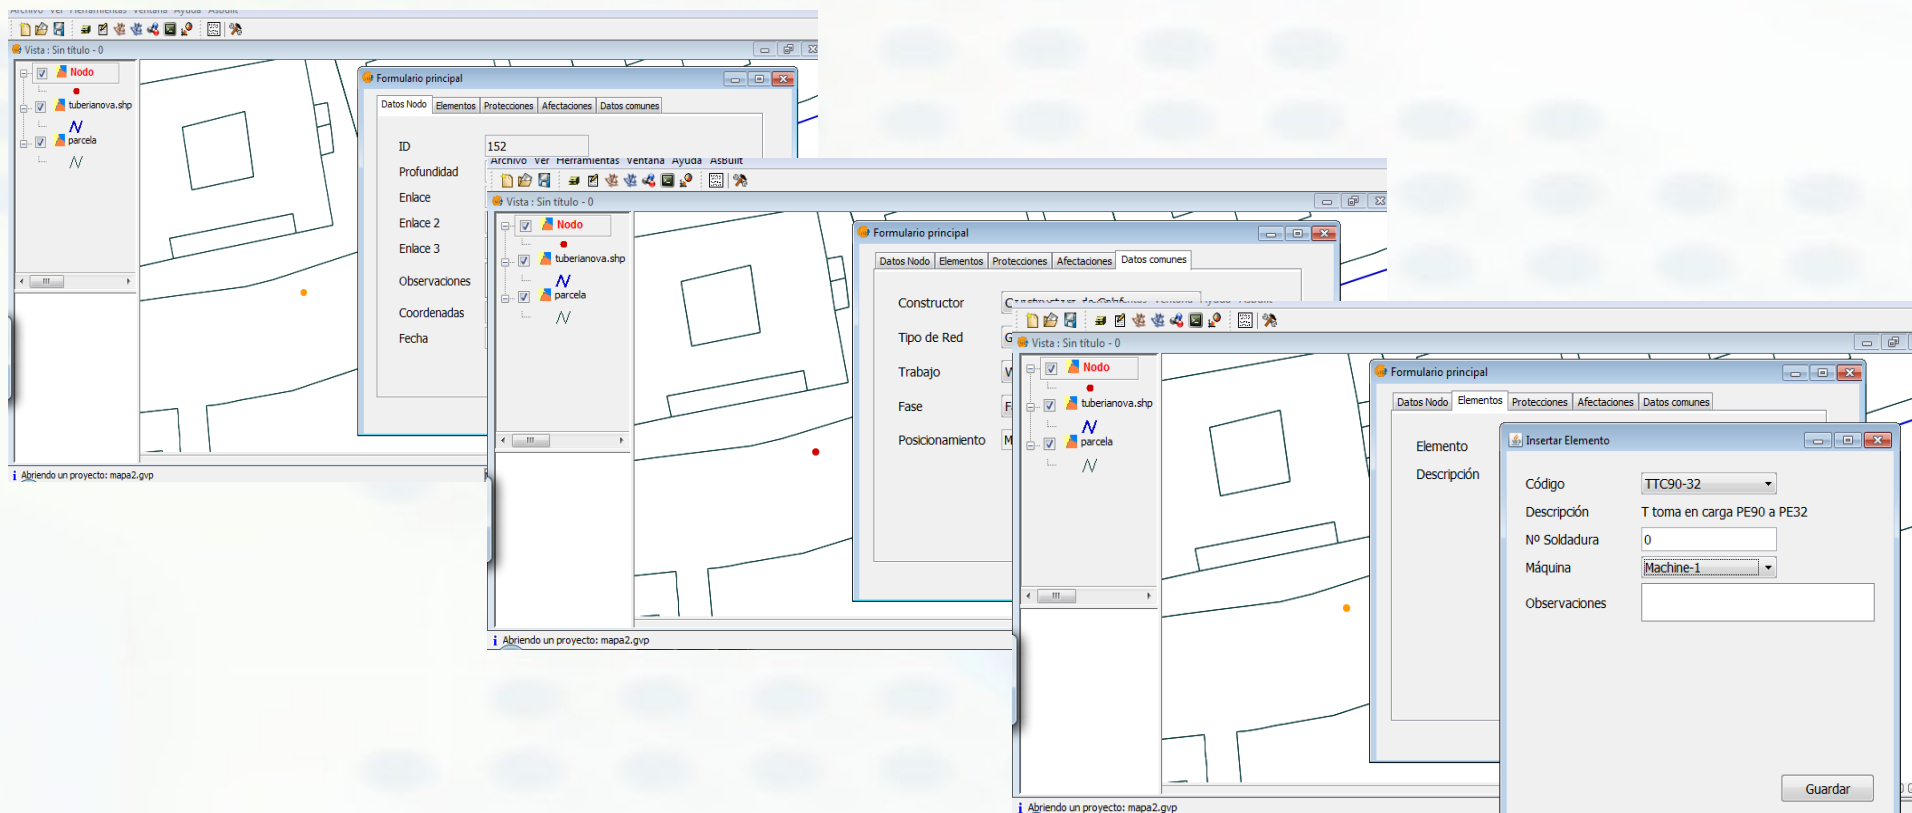 Archivo Ver Herramientas Ventana Ayuda AsBuilt
Vista : Sin título - 0
Nodo
tuberianova.shp
parcela
Formulario principal
Datos Nodo Elementos Protecciones Afectaciones Datos comunes
ID 152
Profundidad
Enlace
Enlace 2
Enlace 3
Observaciones
Coordenadas
Fecha
Abriendo un proyecto: mapa2.gvp
Archivo Ver Herramientas Ventana Ayuda AsBuilt
Vista : Sin título - 0
Nodo
tuberianova.shp
parcela
Formulario principal
Datos Nodo Elementos Protecciones Afectaciones Datos comunes
Constructor
Tipo de Red G
Trabajo
Fase
Posicionamiento M
Abriendo un proyecto: mapa2.gvp
Vista : Sin título - 0
Nodo
tuberianova.shp
parcela
Formulario principal
Datos Nodo Elementos Protecciones Afectaciones Datos comunes
Elemento
Descripción
Insertar Elemento
Código TTC90-32
Descripción T toma en carga PE90 a PE32
Nº Soldadura 0
Máquina Machine-1
Observaciones
Guardar
Abriendo un proyecto: mapa2.gvp